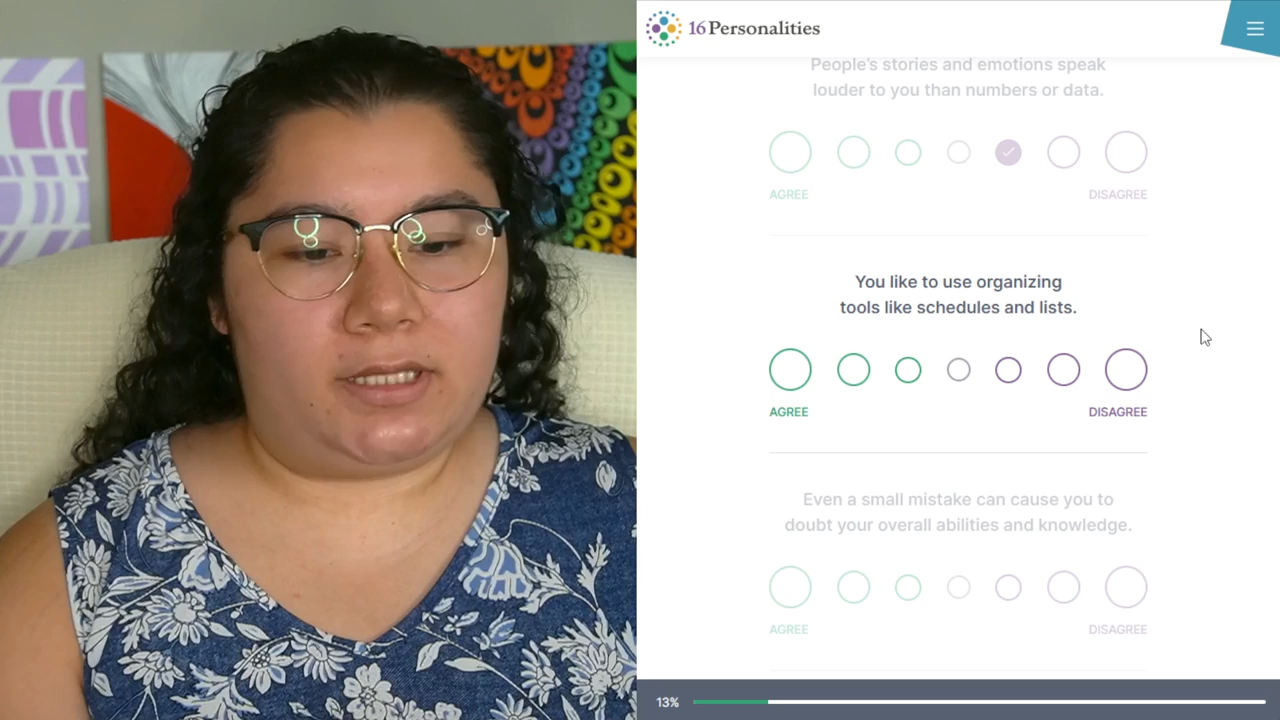 16Personalities
People's stories and emotions speak
louder to you than numbers or data.
AGREE DISAGREE
You like to use organizing
tools like schedules and lists.
AGREE DISAGREE
Even a small mistake can cause you to
doubt your overall abilities and knowledge.
AGREE DISAGREE
13%